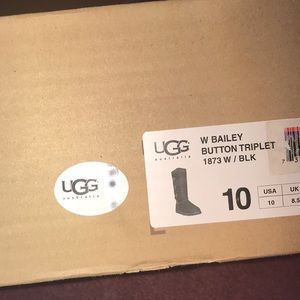 UGG
australia
UGG
australia
W BAILEY
BUTTON TRIPLET
1873 W / BLK
10
USA
UK
10
8.5